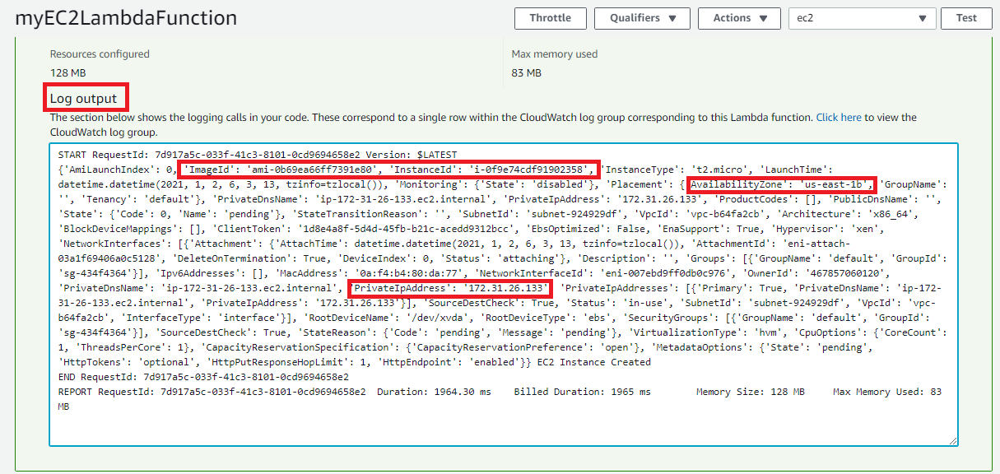 myEC2LambdaFunction
Throttle
Qualifiers
Actions
ec2
Test
Resources configured
Max memory used
128 MB
83 MB
Log output
The section below shows the logging calls in your code. These correspond to a single row within the CloudWatch log group corresponding to this Lambda function. Click here to view the
CloudWatch log group.
START RequestId: 7d917a5c-033f-41c3-8101-0cd9694658e2 Version: $LATEST
{'AmiLaunchIndex': 0, 'ImageId': 'ami-0b69ea66ff7391e80', 'InstanceId': 'i-0f9e74cdf91902358', 'InstanceType': 't2.micro', 'LaunchTime':
datetime.datetime(2021, 1, 2, 6, 3, 13, tzinfo=tzlocal()), 'Monitoring': {'State': 'disabled'}, 'Placement': {'AvailabilityZone': 'us-east-1b', 'GroupName':
'', 'Tenancy': 'default'}, 'PrivateDnsName': 'ip-172-31-26-133.ec2.internal', 'PrivateIpAddress': '172.31.26.133', 'ProductCodes': [], 'PublicDnsName': '',
'State': {'Code': 0, 'Name': 'pending'}, 'StateTransitionReason': '', 'SubnetId': 'subnet-924929df', 'VpcId': 'vpc-b64fa2cb', 'Architecture': 'x86_64',
'BlockDeviceMappings': [], 'ClientToken': '1d8e4a8f-5d4d-45fb-b21c-acedd9312bcc', 'EbsOptimized': False, 'EnaSupport': True, 'Hypervisor': 'xen',
'NetworkInterfaces': [{'Attachment': {'AttachTime': datetime.datetime(2021, 1, 2, 6, 3, 13, tzinfo=tzlocal()), 'AttachmentId': 'eni-attach-
03a1f69406a0c5128', 'DeleteOnTermination': True, 'DeviceIndex': 0, 'Status': 'attaching'}, 'Description': '', 'Groups': [{'GroupName': 'default', 'GroupId':
'sg-434f4364'}], 'Ipv6Addresses': [], 'MacAddress': '0a:f4:b4:80:da:77', 'NetworkInterfaceId': 'eni-007ebd9ff0db0c976', 'OwnerId': '467857060120',
'PrivateDnsName': 'ip-172-31-26-133.ec2.internal', 'PrivateIpAddress': '172.31.26.133' 'PrivateIpAddresses': [{'Primary': True, 'PrivateDnsName': 'ip-172-
31-26-133.ec2.internal', 'PrivateIpAddress': '172.31.26.133'}], 'SourceDestCheck': True, 'Status': 'in-use', 'SubnetId': 'subnet-924929df', 'VpcId': 'vpc-
b64fa2cb', 'InterfaceType': 'interface'}], 'RootDeviceName': '/dev/xvda', 'RootDeviceType': 'ebs', 'SecurityGroups': [{'GroupName': 'default', 'GroupId':
'sg-434f4364'}], 'SourceDestCheck': True, 'StateReason': {'Code': 'pending', 'Message': 'pending'}, 'VirtualizationType': 'hvm', 'CpuOptions': {'CoreCount':
1, 'ThreadsPerCore': 1}, 'CapacityReservationSpecification': {'CapacityReservationPreference': 'open'}, 'MetadataOptions': {'State': 'pending',
'HttpTokens': 'optional', 'HttpPutResponseHopLimit': 1, 'HttpEndpoint': 'enabled'}} EC2 Instance Created
END RequestId: 7d917a5c-033f-41c3-8101-0cd9694658e2
REPORT RequestId: 7d917a5c-033f-41c3-8101-0cd9694658e2 Duration: 1964.30 ms Billed Duration: 1965 ms Memory Size: 128 MB Max Memory Used: 83
MB